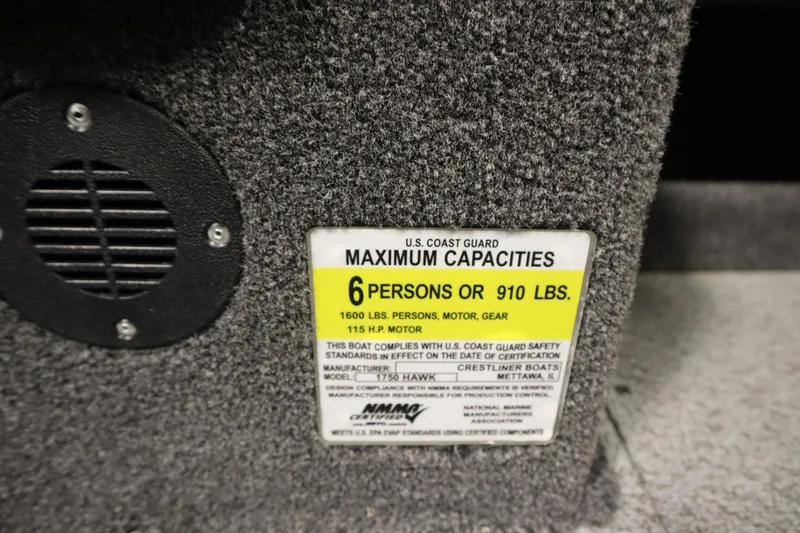 U.S. COAST GUARD
MAXIMUM CAPACITIES
6 PERSONS OR 910 LBS.
1600 LBS. PERSONS, MOTOR, GEAR
115 H.P. MOTOR
THIS BOAT COMPLIES WITH U.S. COAST GUARD SAFETY
STANDARDS IN EFFECT ON THE DATE OF CERTIFICATION
MANUFACTURER: CRESTLINER BOATS
MODEL: 1750 HAWK METTAWA, IL
DESIGN COMPLIANCE WITH NMMA REQUIREMENTS IS VERIFIED.
MANUFACTURER RESPONSIBLE FOR PRODUCTION CONTROL.
NMMA
CERTIFIED
NATIONAL MARINE
MANUFACTURERS
ASSOCIATION
MEETS U.S. EPA EVAP STANDARDS USING CERTIFIED COMPONENTS